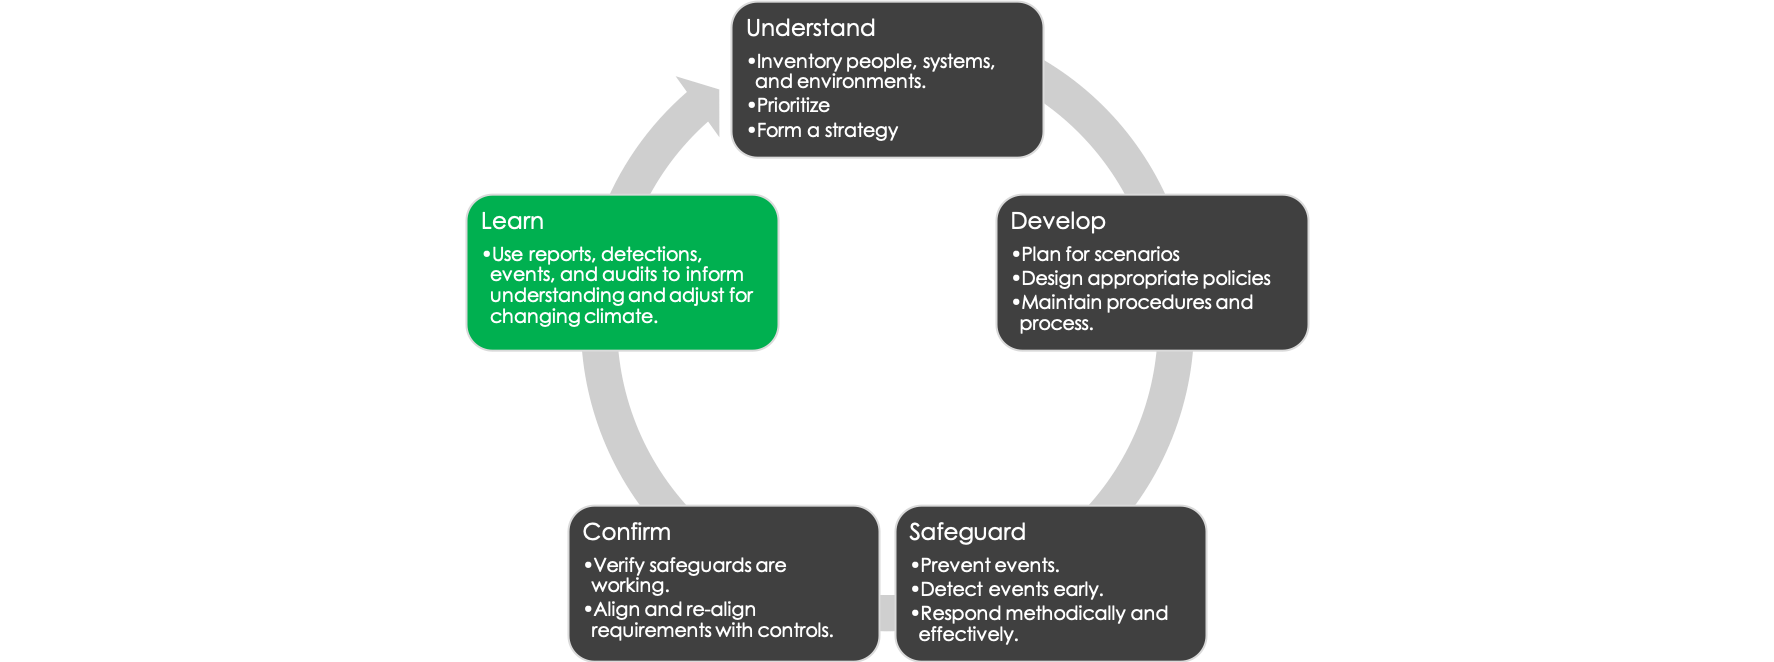 Understand
•Inventory people, systems,
and environments.
•Prioritize
•Form a strategy
Develop
•Plan for scenarios
•Design appropriate policies
•Maintain procedures and
process.
Safeguard
•Prevent events.
•Detect events early.
•Respond methodically and
effectively.
Confirm
•Verify safeguards are
working.
•Align and re-align
requirements with controls.
Learn
•Use reports, detections,
events, and audits to inform
understanding and adjust for
changing climate.